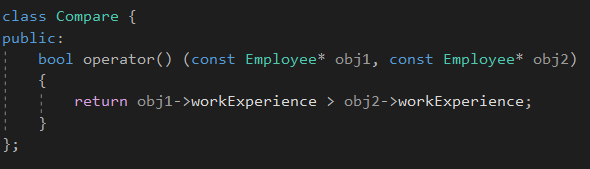 class Compare {
public:
    bool operator() (const Employee* obj1, const Employee* obj2)
    {
        return obj1->workExperience > obj2->workExperience;
    }
};